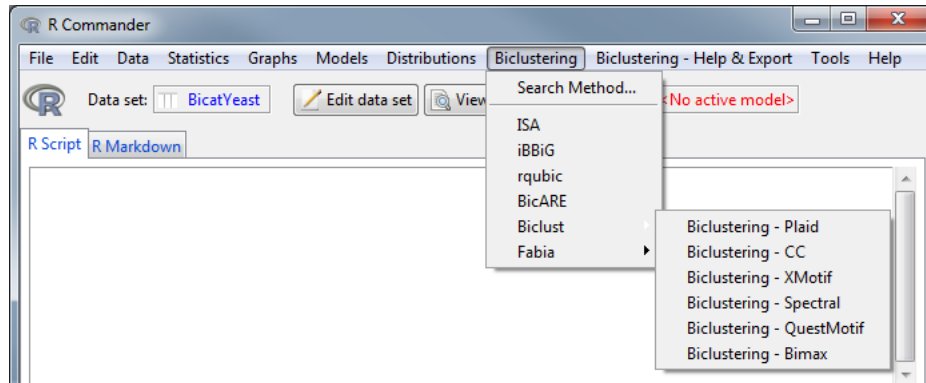 R Commander
File Edit Data Statistics Graphs Models Distributions Biclustering Biclustering - Help & Export Tools Help
R Data set: BicatYeast Edit data set View <No active model>
R Script R Markdown
Search Method...
ISA
iBBiG
rqubic
BicARE
Biclust
Fabia
Biclustering - Plaid
Biclustering - CC
Biclustering - XMotif
Biclustering - Spectral
Biclustering - QuestMotif
Biclustering - Bimax